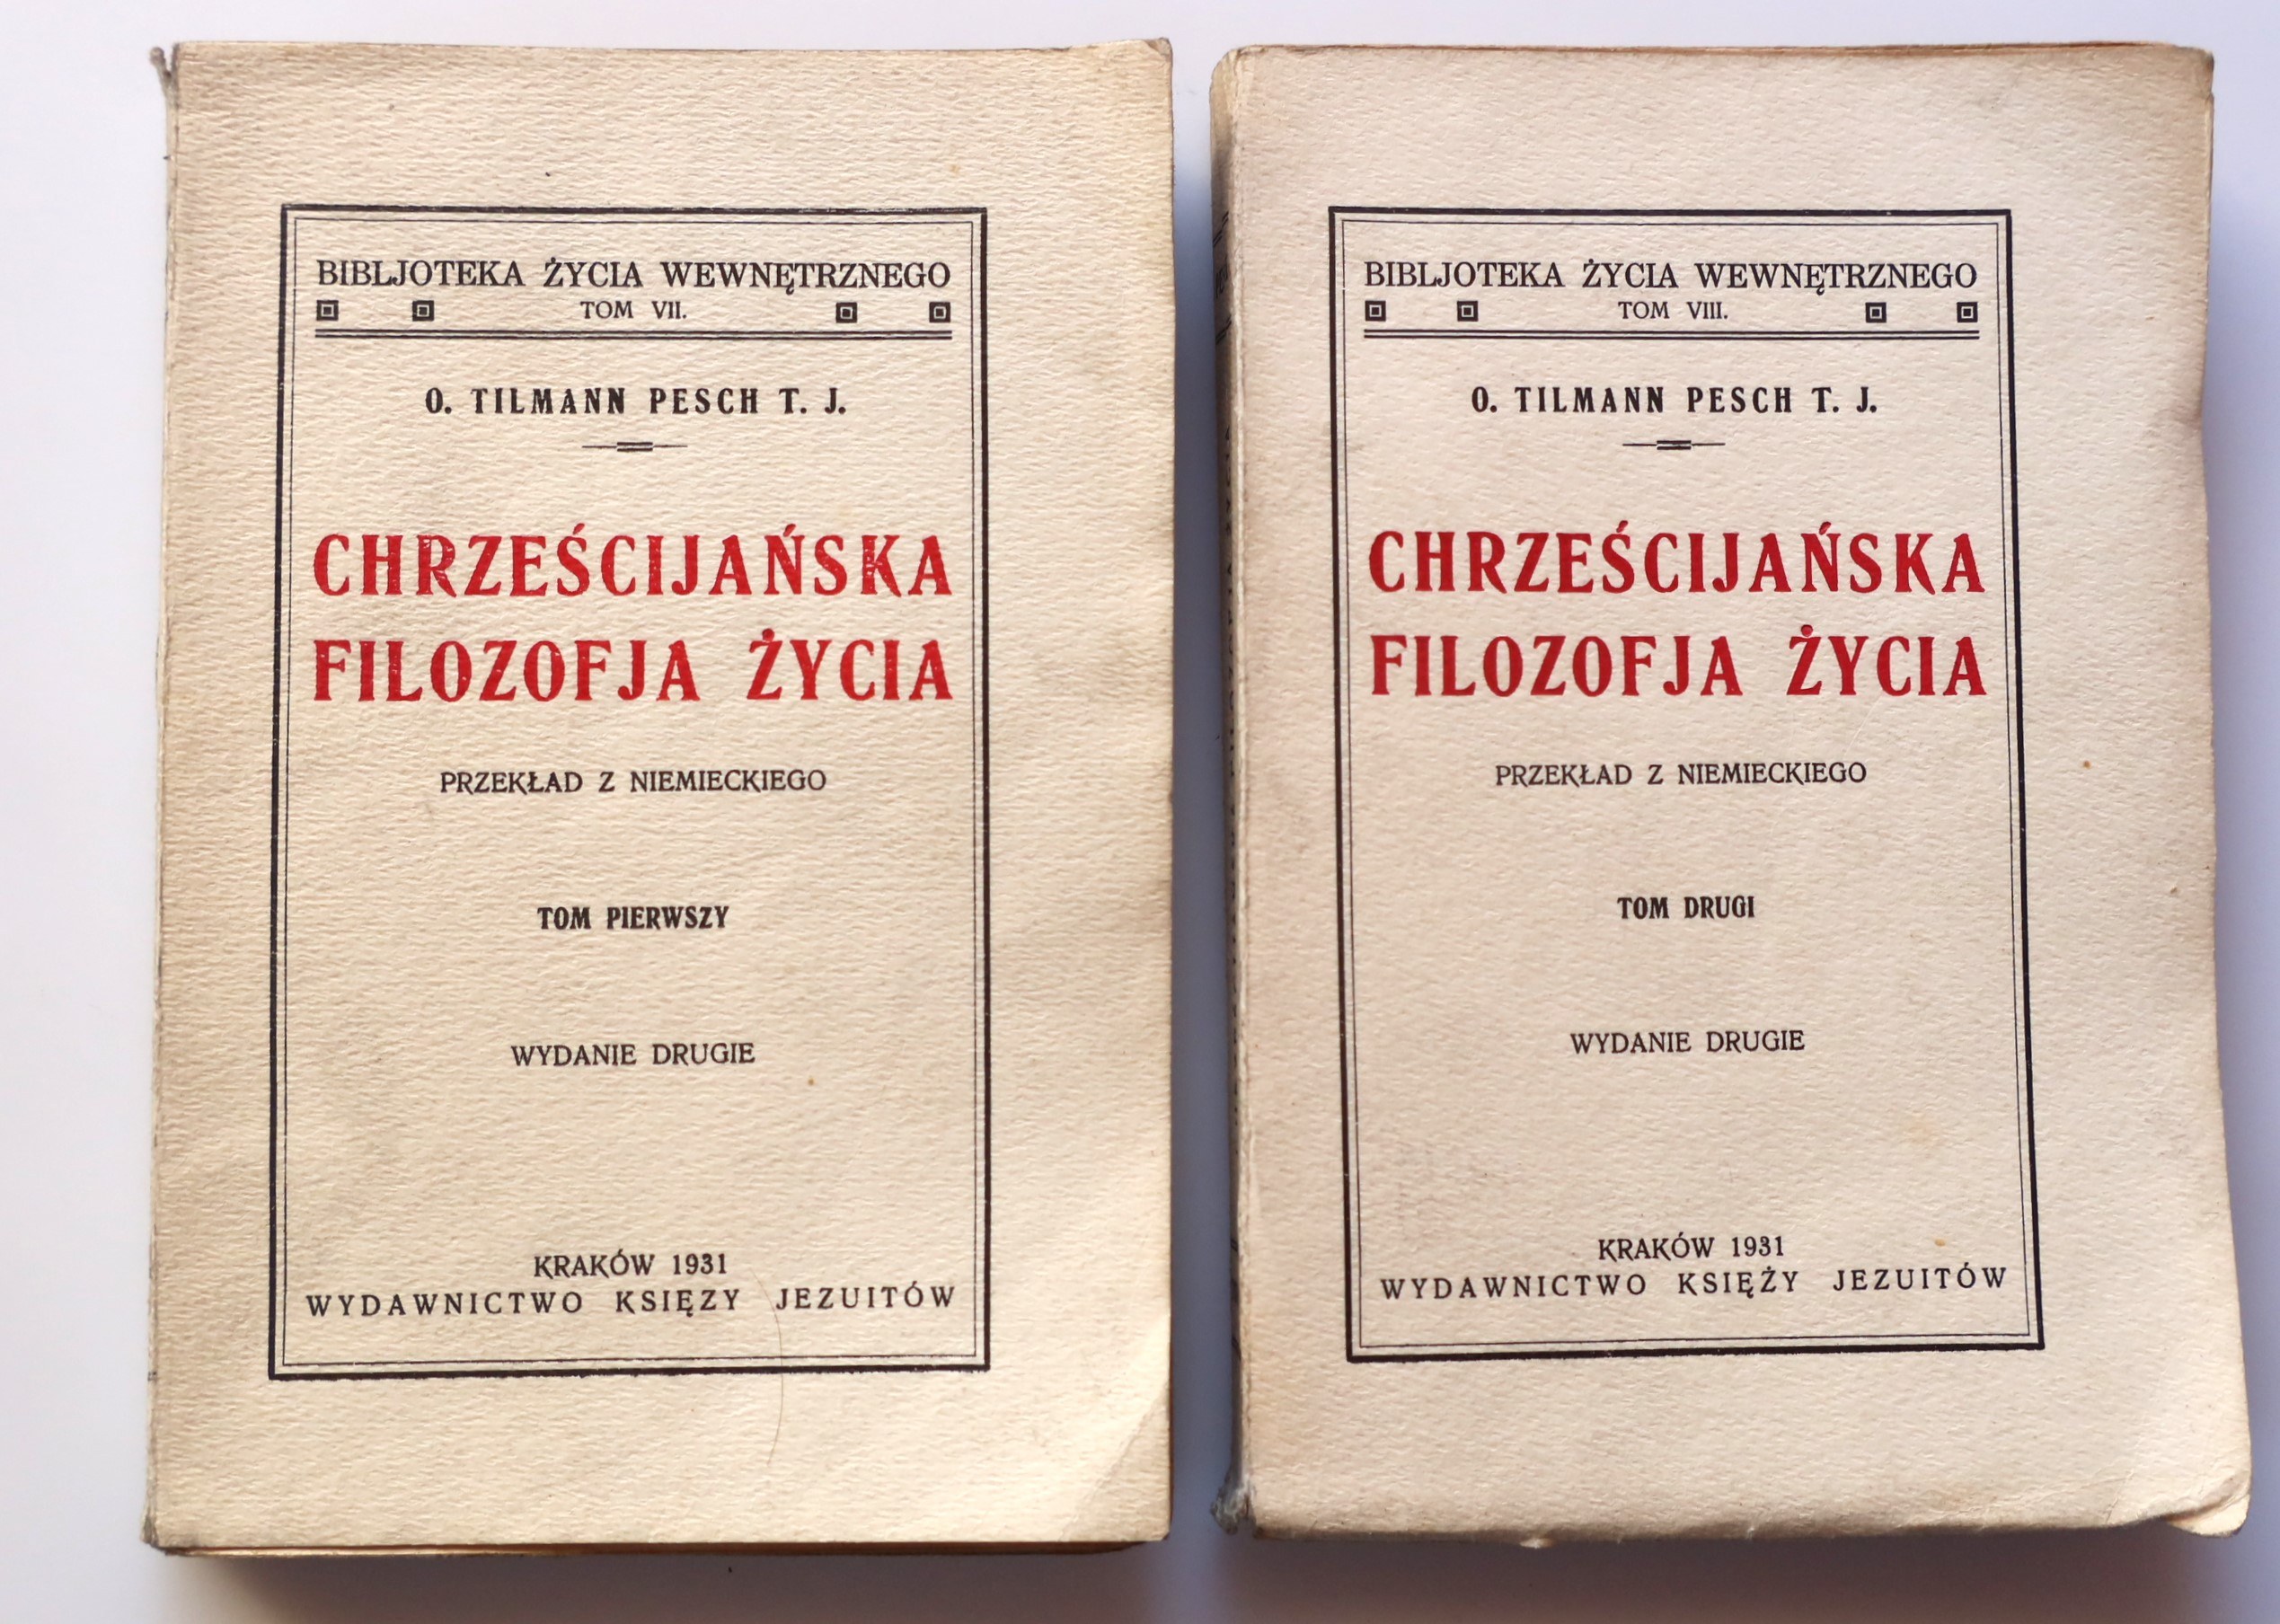 BIBLJOTEKA ŻYCIA WEWNĘTRZNEGO
TOM VII.
O. TILMANN PESCH T. J.
CHRZEŚCIJAŃSKA
FILOZOFJA ŻYCIA
PRZEKŁAD Z NIEMIECKIEGO
TOM PIERWSZY
WYDANIE DRUGIE
KRAKÓW 1931
WYDAWNICTWO KSIĘZY JEZUITÓW
BIBLJOTEKA ŻYCIA WEWNĘTRZNEGO
TOM VIII.
O. TILMANN PESCH T. J.
CHRZEŚCIJAŃSKA
FILOZOFJA ŻYCIA
PRZEKŁAD Z NIEMIECKIEGO
TOM DRUGI
WYDANIE DRUGIE
KRAKÓW 1931
WYDAWNICTWO KSIĘŻY JEZUITÓW